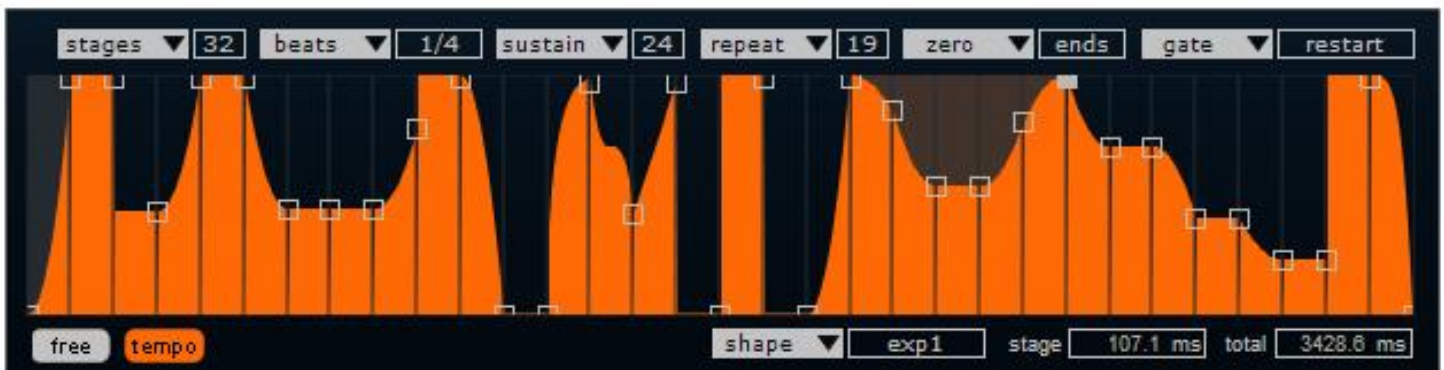 stages 32 beats 1/4 sustain 24 repeat 19 zero ends gate restart
free tempo shape exp1 stage 107.1 ms total 3428.6 ms